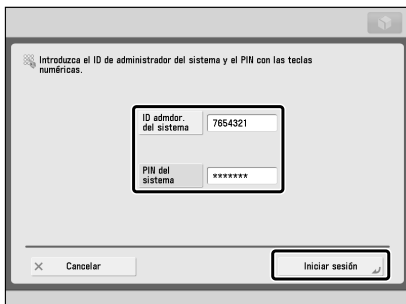 Introduzca el ID de administrador del sistema y el PIN con las teclas
numéricas.
ID admdor.
del sistema
7654321
PIN del
sistema
*******
Cancelar
Iniciar sesión